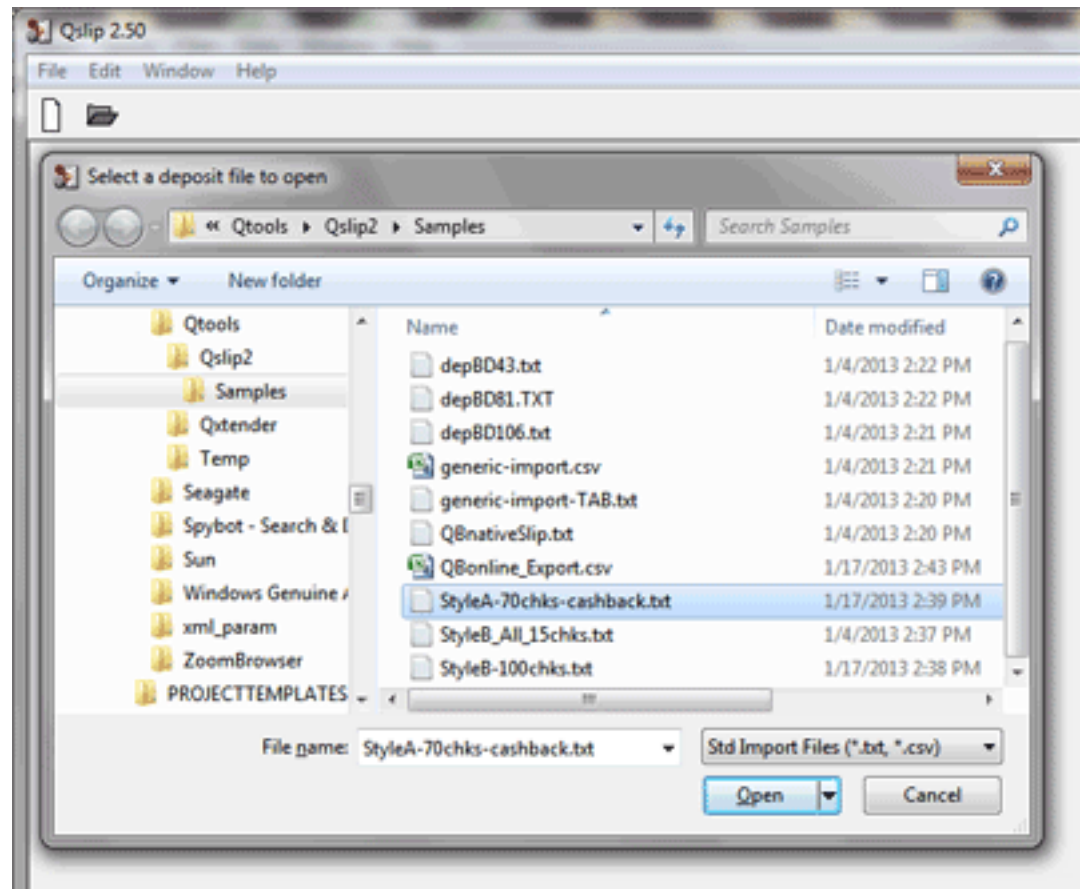 Qslip 2.50
File Edit Window Help
Select a deposit file to open
« Qtools Qslip2 Samples Search Samples
Organize New folder
Qtools
Qslip2
Samples
Qxtender
Temp
Seagate
Spybot - Search &
Sun
Windows Genuine
xml_param
ZoomBrowser
PROJECTTEMPLATES
Name Date modified
depBD43.txt 1/4/2013 2:22 PM
depBD81.TXT 1/4/2013 2:22 PM
depBD106.txt 1/4/2013 2:21 PM
generic-import.csv 1/4/2013 2:21 PM
generic-import-TAB.txt 1/4/2013 2:20 PM
QBnativeSlip.txt 1/4/2013 2:20 PM
QBonline_Export.csv 1/17/2013 2:43 PM
StyleA-70chks-cashback.txt 1/17/2013 2:39 PM
StyleB_All_15chks.txt 1/4/2013 2:37 PM
StyleB-100chks.txt 1/17/2013 2:38 PM
File name: StyleA-70chks-cashback.txt Std Import Files (*.txt, *.csv)
Open Cancel